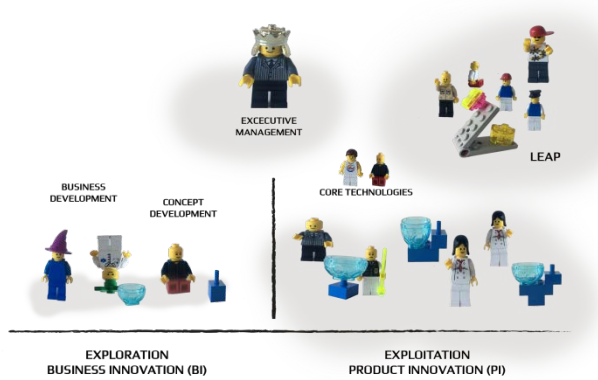 EXCECUTIVE
MANAGEMENT
LEAP
CORE TECHNOLOGIES
BUSINESS
DEVELOPMENT
CONCEPT
DEVELOPMENT
EXPLORATION
BUSINESS INNOVATION (BI)
EXPLOITATION
PRODUCT INNOVATION (PI)